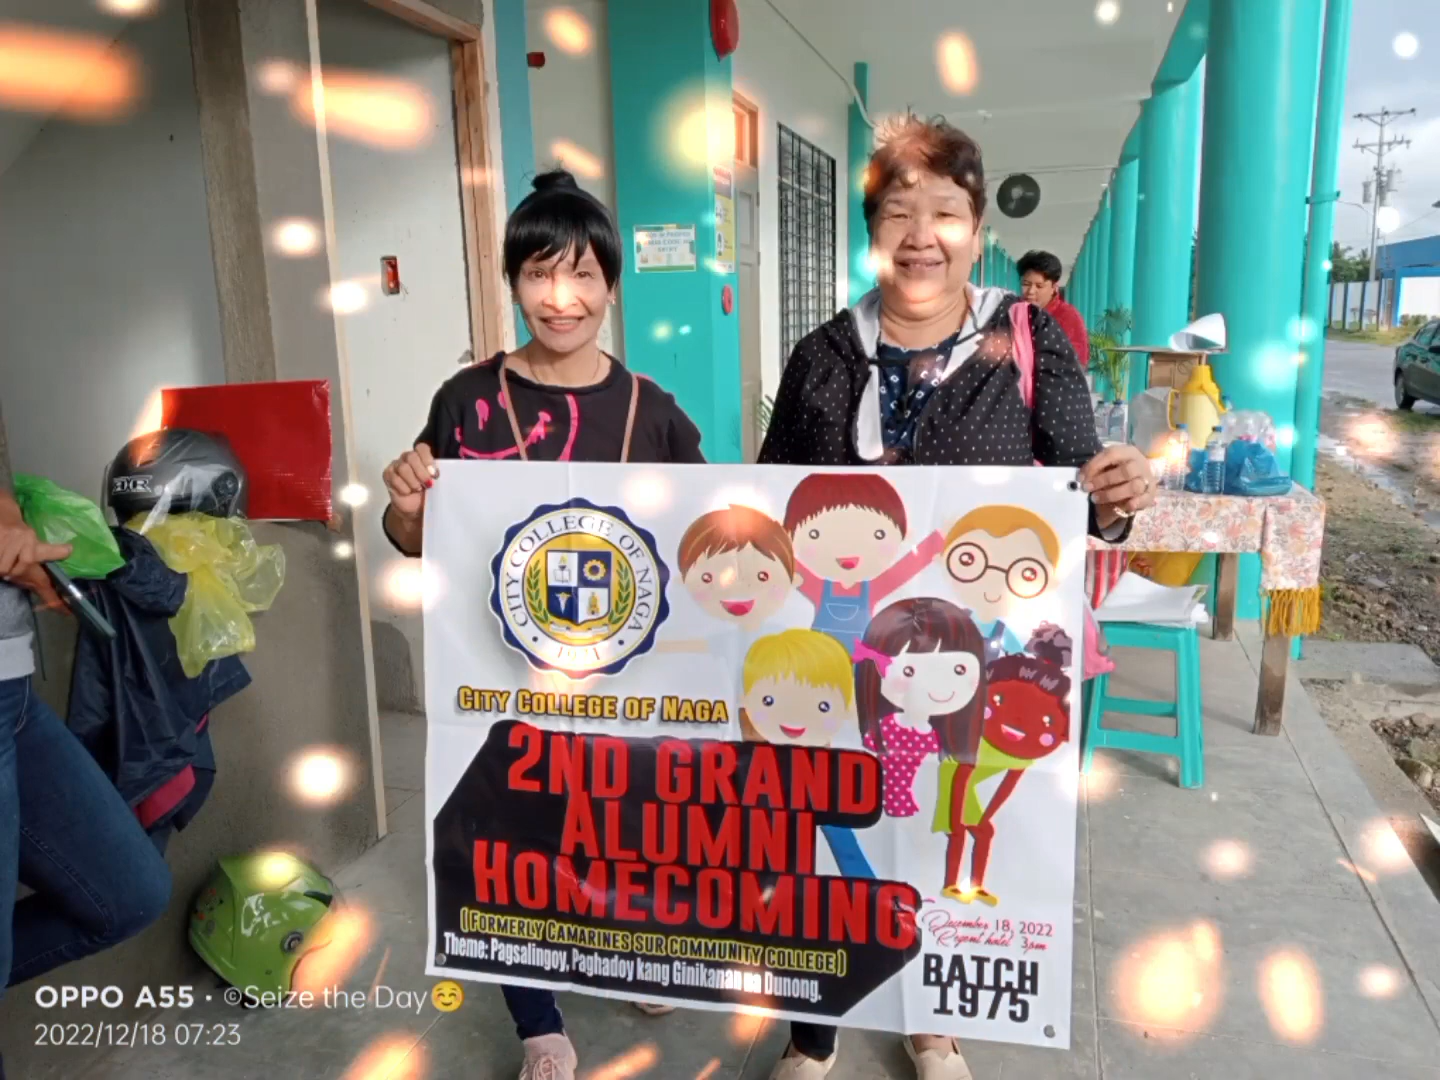 CITY COLLEGE OF NAGA
1971
CITY COLLEGE OF NAGA
2ND GRAND
ALUMNI
HOMECOMING
(FORMERLY CAMARINES SUR COMMUNITY COLLEGE)
Theme: Pagsalingoy, Paghadoy kang Ginikanan na Dunong.
December 18, 2022
Regent hotel 3pm
BATCH
1975
OPPO A55 · ©Seize the Day☺️
2022/12/18 07:23